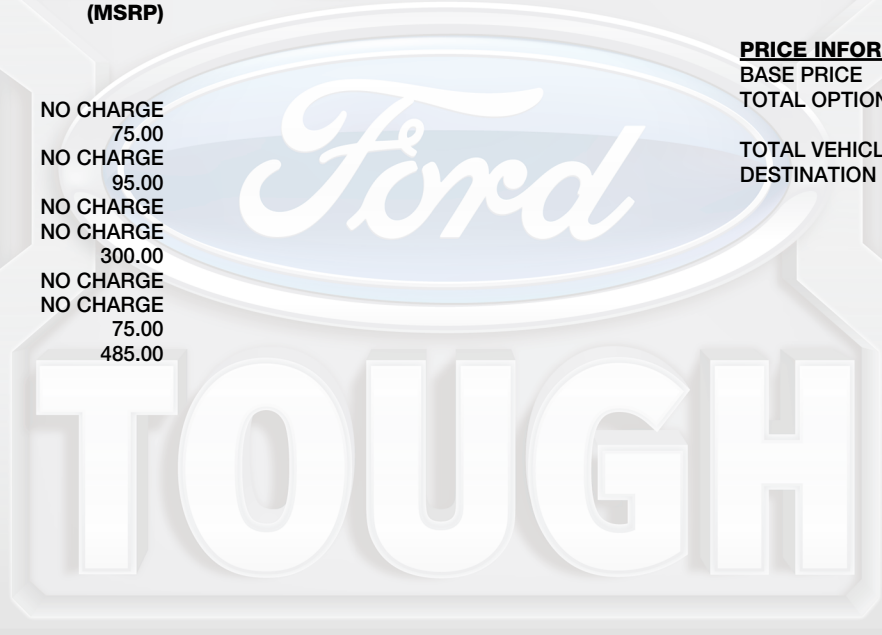 (MSRP)
NO CHARGE
75.00
NO CHARGE
95.00
NO CHARGE
NO CHARGE
300.00
NO CHARGE
NO CHARGE
75.00
485.00
PRICE INFOR
BASE PRICE
TOTAL OPTION
TOTAL VEHICL
DESTINATION
Ford
TOUGH